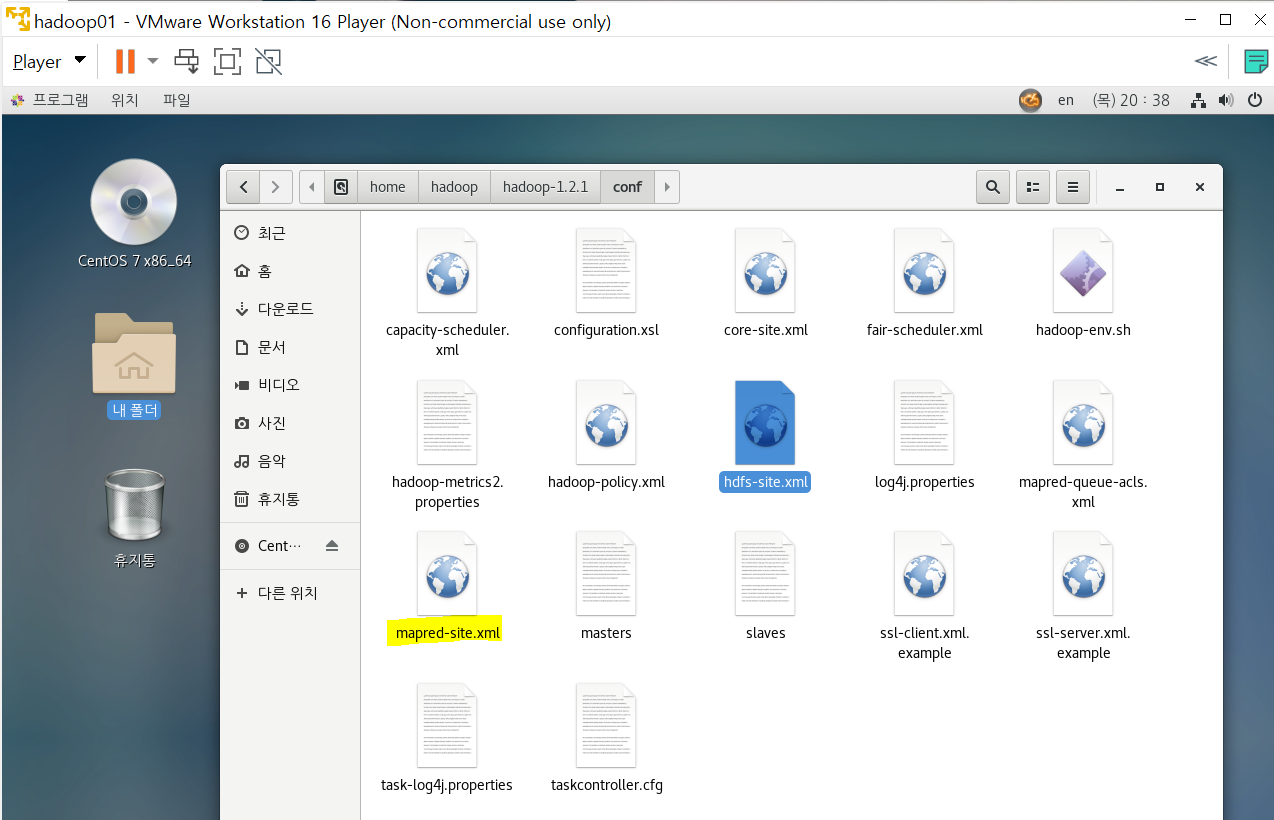 hadoop01 - VMware Workstation 16 Player (Non-commercial use only)
Player
프로그램 위치 파일 en (목) 20 : 38
home hadoop hadoop-1.2.1 conf
CentOS 7 x86_64
내 폴더
휴지통
최근
홈
다운로드
문서
비디오
사진
음악
휴지통
Cent…
+ 다른 위치
capacity-scheduler.
xml
configuration.xsl
core-site.xml
fair-scheduler.xml
hadoop-env.sh
hadoop-metrics2.
properties
hadoop-policy.xml
hdfs-site.xml
log4j.properties
mapred-queue-acls.
xml
mapred-site.xml
masters
slaves
ssl-client.xml.
example
ssl-server.xml.
example
task-log4j.properties
taskcontroller.cfg